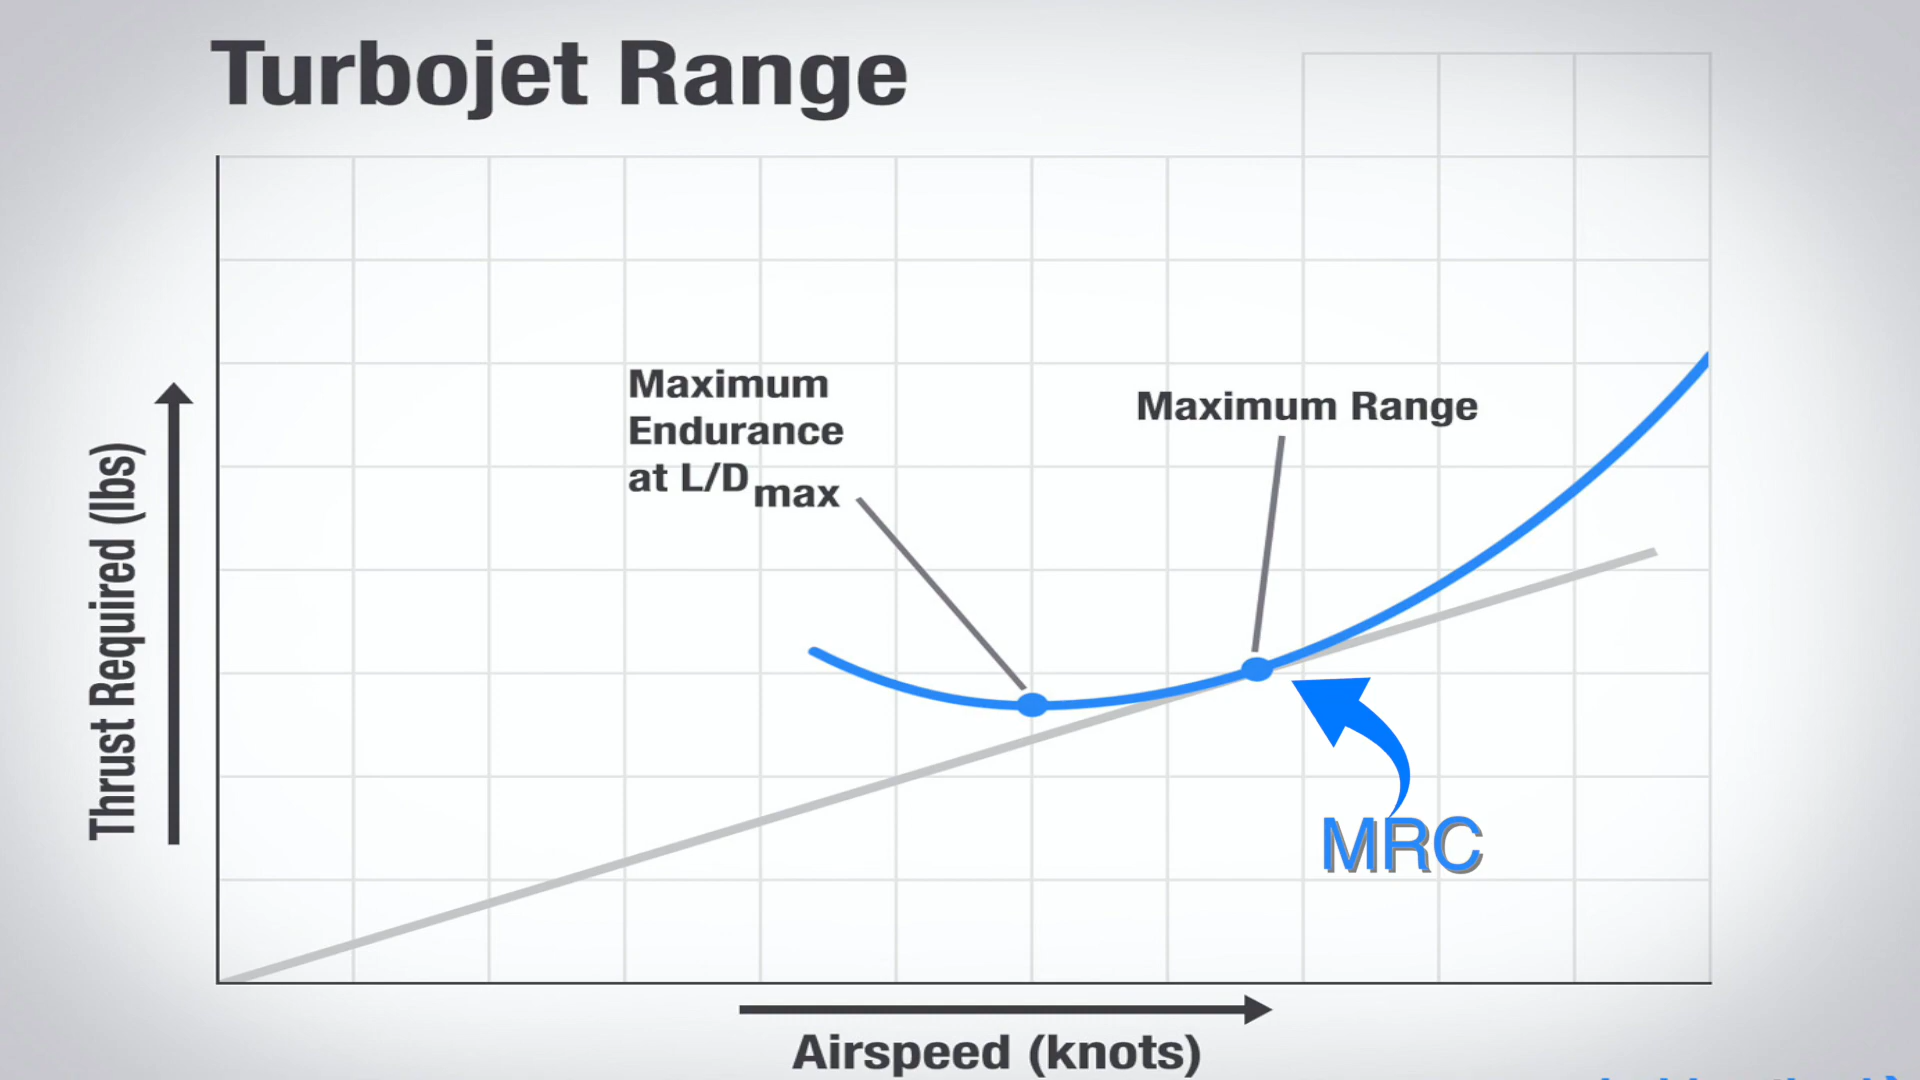 Turbojet Range
Maximum
Endurance
at L/D max
Maximum Range
Thrust Required (lbs)
MRC
Airspeed (knots)